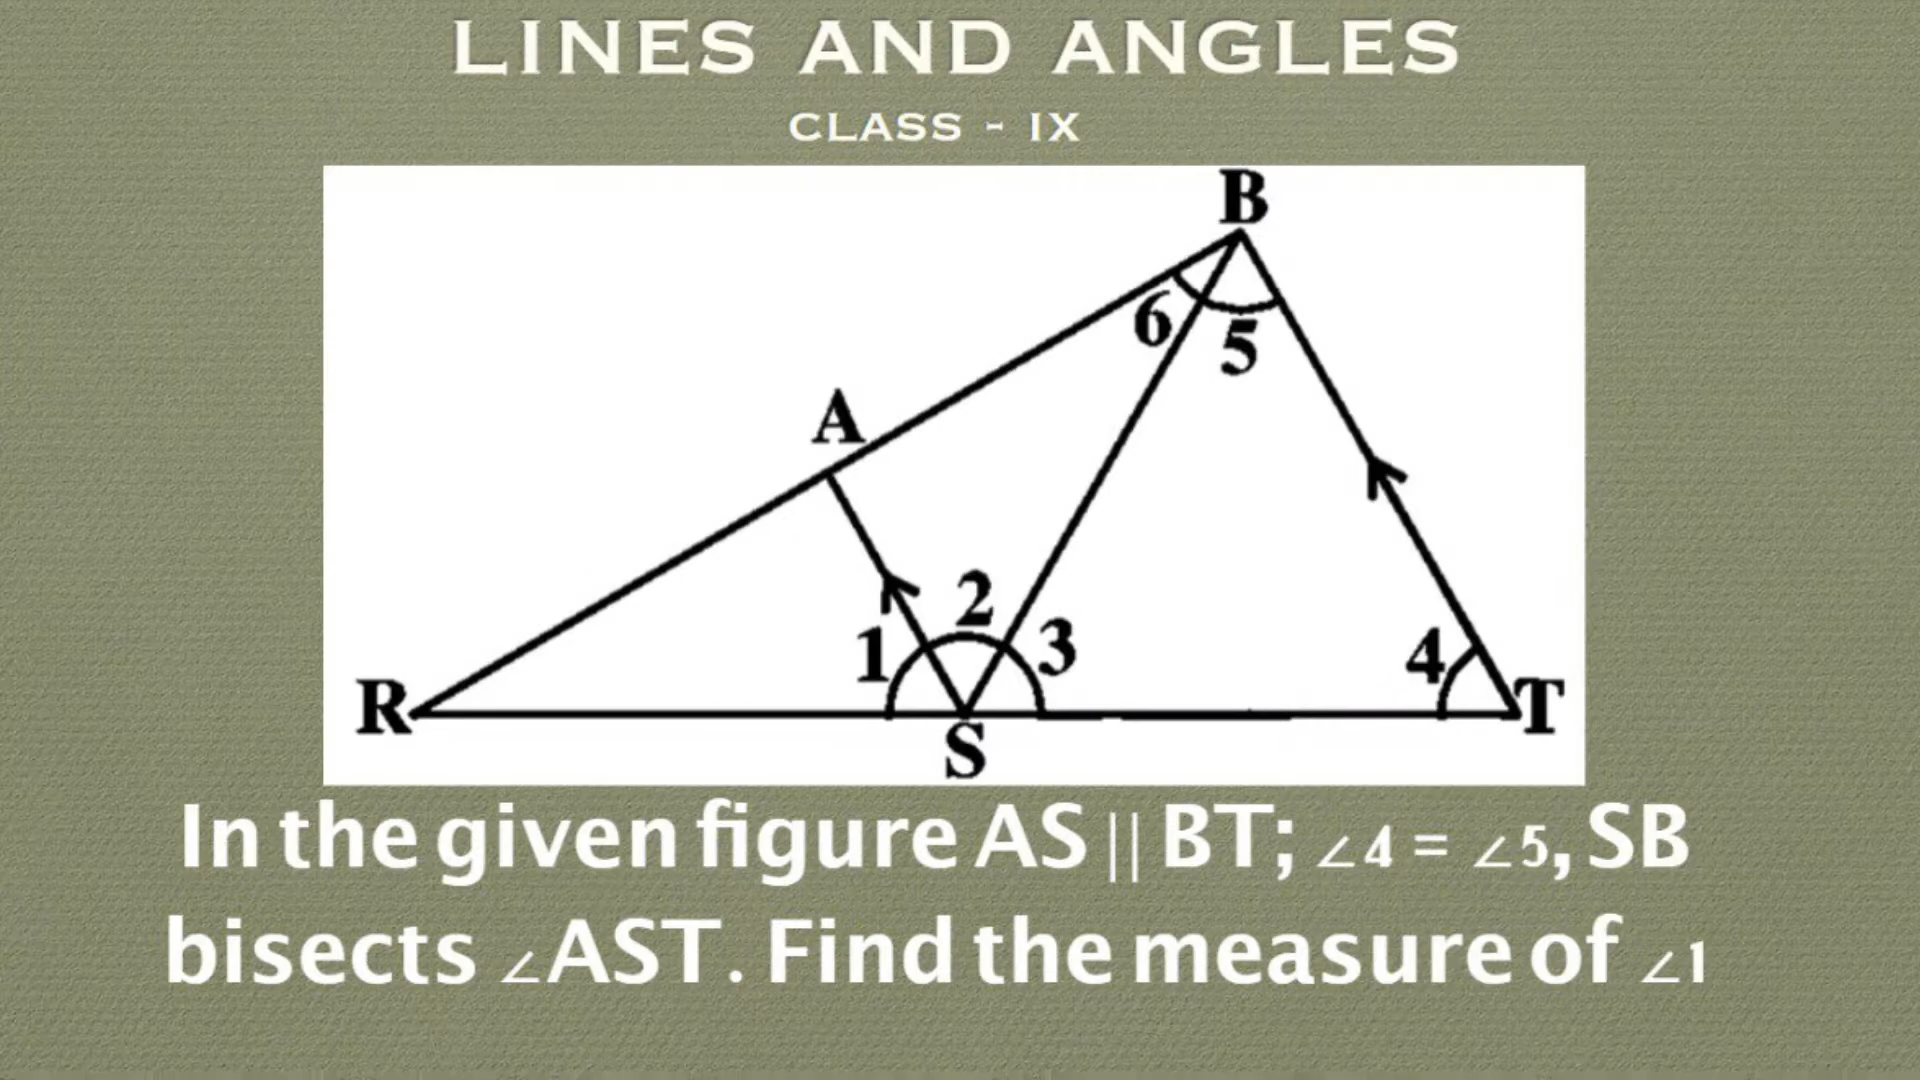 LINES AND ANGLES
CLASS - IX
B
6
5
A
2
1
3
4
R
T
S
In the given figure AS || BT; ∠4 = ∠5, SB
bisects ∠AST. Find the measure of ∠1